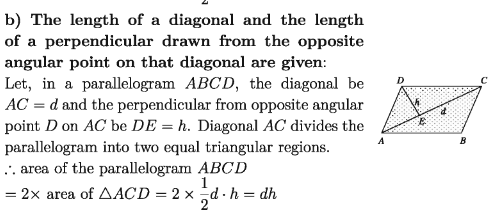 2
b) The length of a diagonal and the length
of a perpendicular drawn from the opposite
angular point on that diagonal are given:
Let, in a parallelogram ABCD, the diagonal be
AC = d and the perpendicular from opposite angular
point D on AC be DE = h. Diagonal AC divides the
parallelogram into two equal triangular regions.
∴ area of the parallelogram ABCD
= 2× area of △ACD = 2 × 1/2 d · h = dh
D C
h d
E
A B